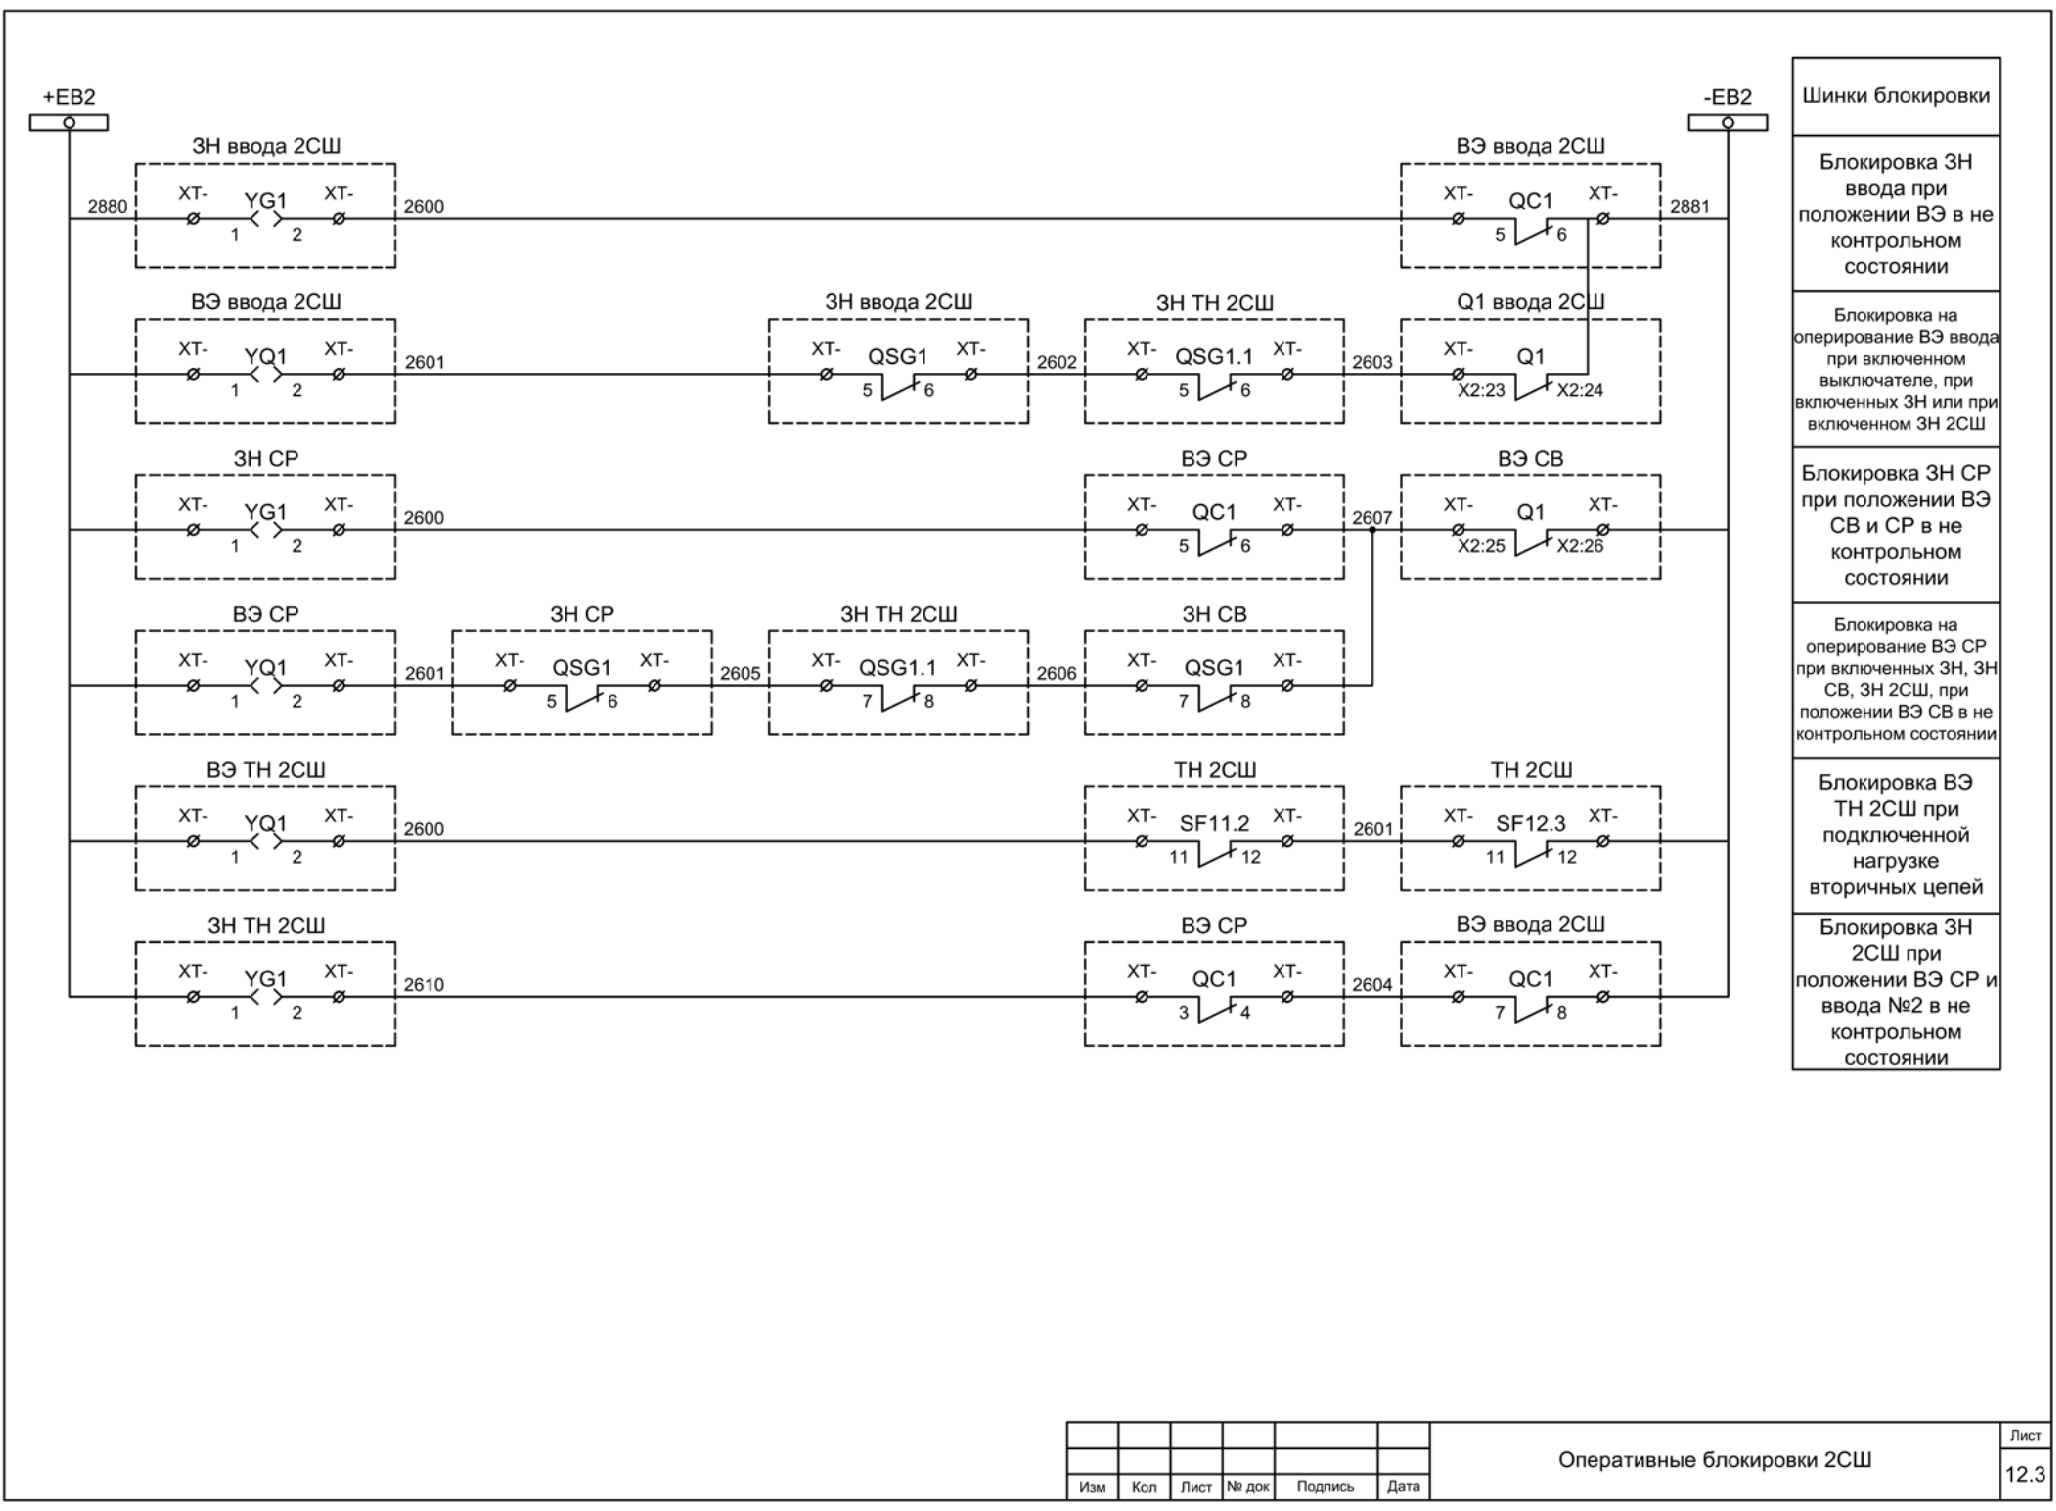 +EB2
-EB2
Шинки блокировки
ЗН ввода 2СШ
ВЭ ввода 2СШ
2880
XT-
YG1
XT-
1
2
2600
XT-
QC1
XT-
5
6
2881
Блокировка ЗН
ввода при
положении ВЭ в не
контрольном
состоянии
ВЭ ввода 2СШ
ЗН ввода 2СШ
ЗН ТН 2СШ
Q1 ввода 2СШ
XT-
YQ1
XT-
1
2
2601
XT-
QSG1
XT-
5
6
2602
XT-
QSG1.1
XT-
5
6
2603
XT-
Q1
X2:23
X2:24
Блокировка на
оперирование ВЭ ввода
при включенном
выключателе, при
включенных ЗН или при
включенном ЗН 2СШ
ЗН СР
ВЭ СР
ВЭ СВ
XT-
YG1
XT-
1
2
2600
XT-
QC1
XT-
5
6
2607
XT-
Q1
XT-
X2:25
X2:26
Блокировка ЗН СР
при положении ВЭ
СВ и СР в не
контрольном
состоянии
ВЭ СР
ЗН СР
ЗН ТН 2СШ
ЗН СВ
XT-
YQ1
XT-
1
2
2601
XT-
QSG1
XT-
5
6
2605
XT-
QSG1.1
XT-
7
8
2606
XT-
QSG1
XT-
7
8
Блокировка на
оперирование ВЭ СР
при включенных ЗН, ЗН
СВ, ЗН 2СШ, при
положении ВЭ СВ в не
контрольном состоянии
ВЭ ТН 2СШ
ТН 2СШ
ТН 2СШ
XT-
YQ1
XT-
1
2
2600
XT-
SF11.2
XT-
11
12
2601
XT-
SF12.3
XT-
11
12
Блокировка ВЭ
ТН 2СШ при
подключенной
нагрузке
вторичных цепей
ЗН ТН 2СШ
ВЭ СР
ВЭ ввода 2СШ
XT-
YG1
XT-
1
2
2610
XT-
QC1
XT-
3
4
2604
XT-
QC1
XT-
7
8
Блокировка ЗН
2СШ при
положении ВЭ СР и
ввода №2 в не
контрольном
состоянии
Изм
Кол
Лист
№ док
Подпись
Дата
Оперативные блокировки 2СШ
Лист
12.3